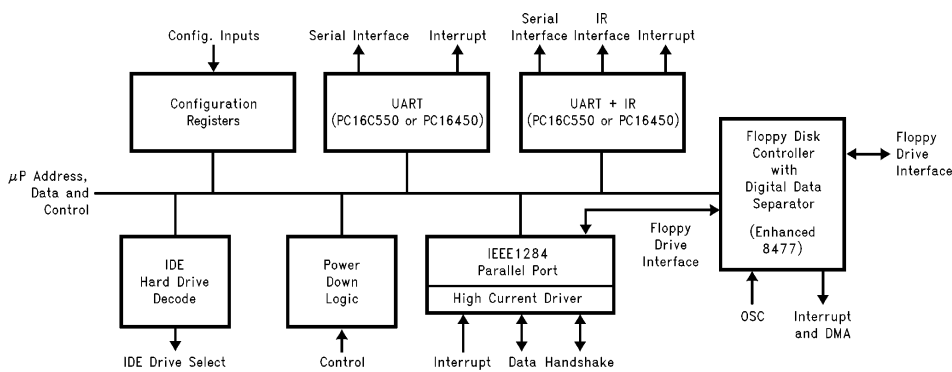 Config. Inputs
Serial Interface
Interrupt
Serial
Interface
IR
Interface
Interrupt
Configuration
Registers
UART
(PC16C550 or PC16450)
UART + IR
(PC16C550 or PC16450)
Floppy Disk
Controller
with
Digital Data
Separator
(Enhanced
8477)
Floppy
Drive
Interface
μP Address,
Data and
Control
IDE
Hard Drive
Decode
Power
Down
Logic
IEEE1284
Parallel Port
High Current Driver
Floppy
Drive
Interface
IDE Drive Select
Control
Interrupt
Data
Handshake
OSC
Interrupt
and DMA